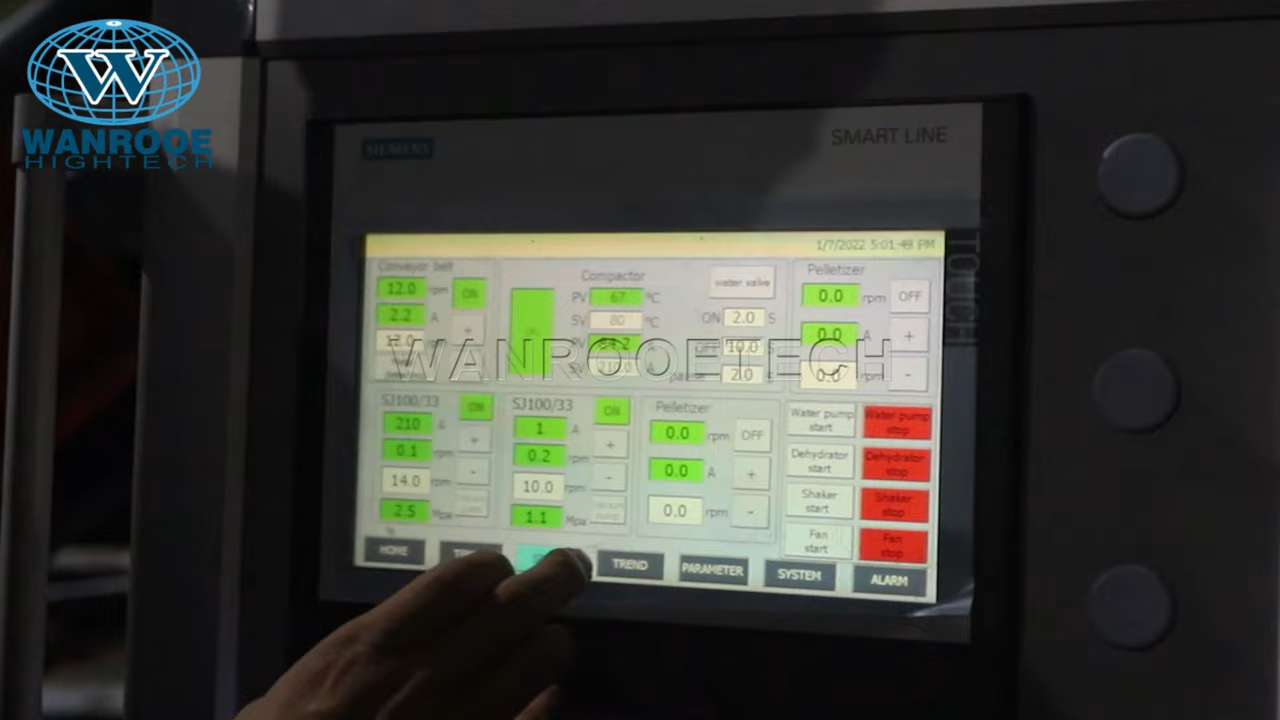 WANROOE
HIGHTECH
SIEMENS
SMART LINE
TOUCH
1/7/2022 5:01:49 PM
Conveyor belt
12.0 rpm ON
2.2 A
+
Compactor
PV 67 °C
SV 80 °C
water valve
ON 2.0 S
OFF 10.0
2.0
Pelletizer
0.0 rpm OFF
0.0 A +
0.0 rpm -
WANROOETECH
SJ100/33 ON
210 A +
0.1 rpm -
14.0 rpm
2.5 Mpa
SJ100/33 ON
1 A +
0.2 rpm -
10.0 rpm
1.1 Mpa
Pelletizer
0.0 rpm OFF
0.0 A +
0.0 rpm -
Water pump start
Water pump stop
Dehydrator start
Dehydrator stop
Shaker start
Shaker stop
Fan start
Fan stop
HOME
TREND
PARAMETER
SYSTEM
ALARM